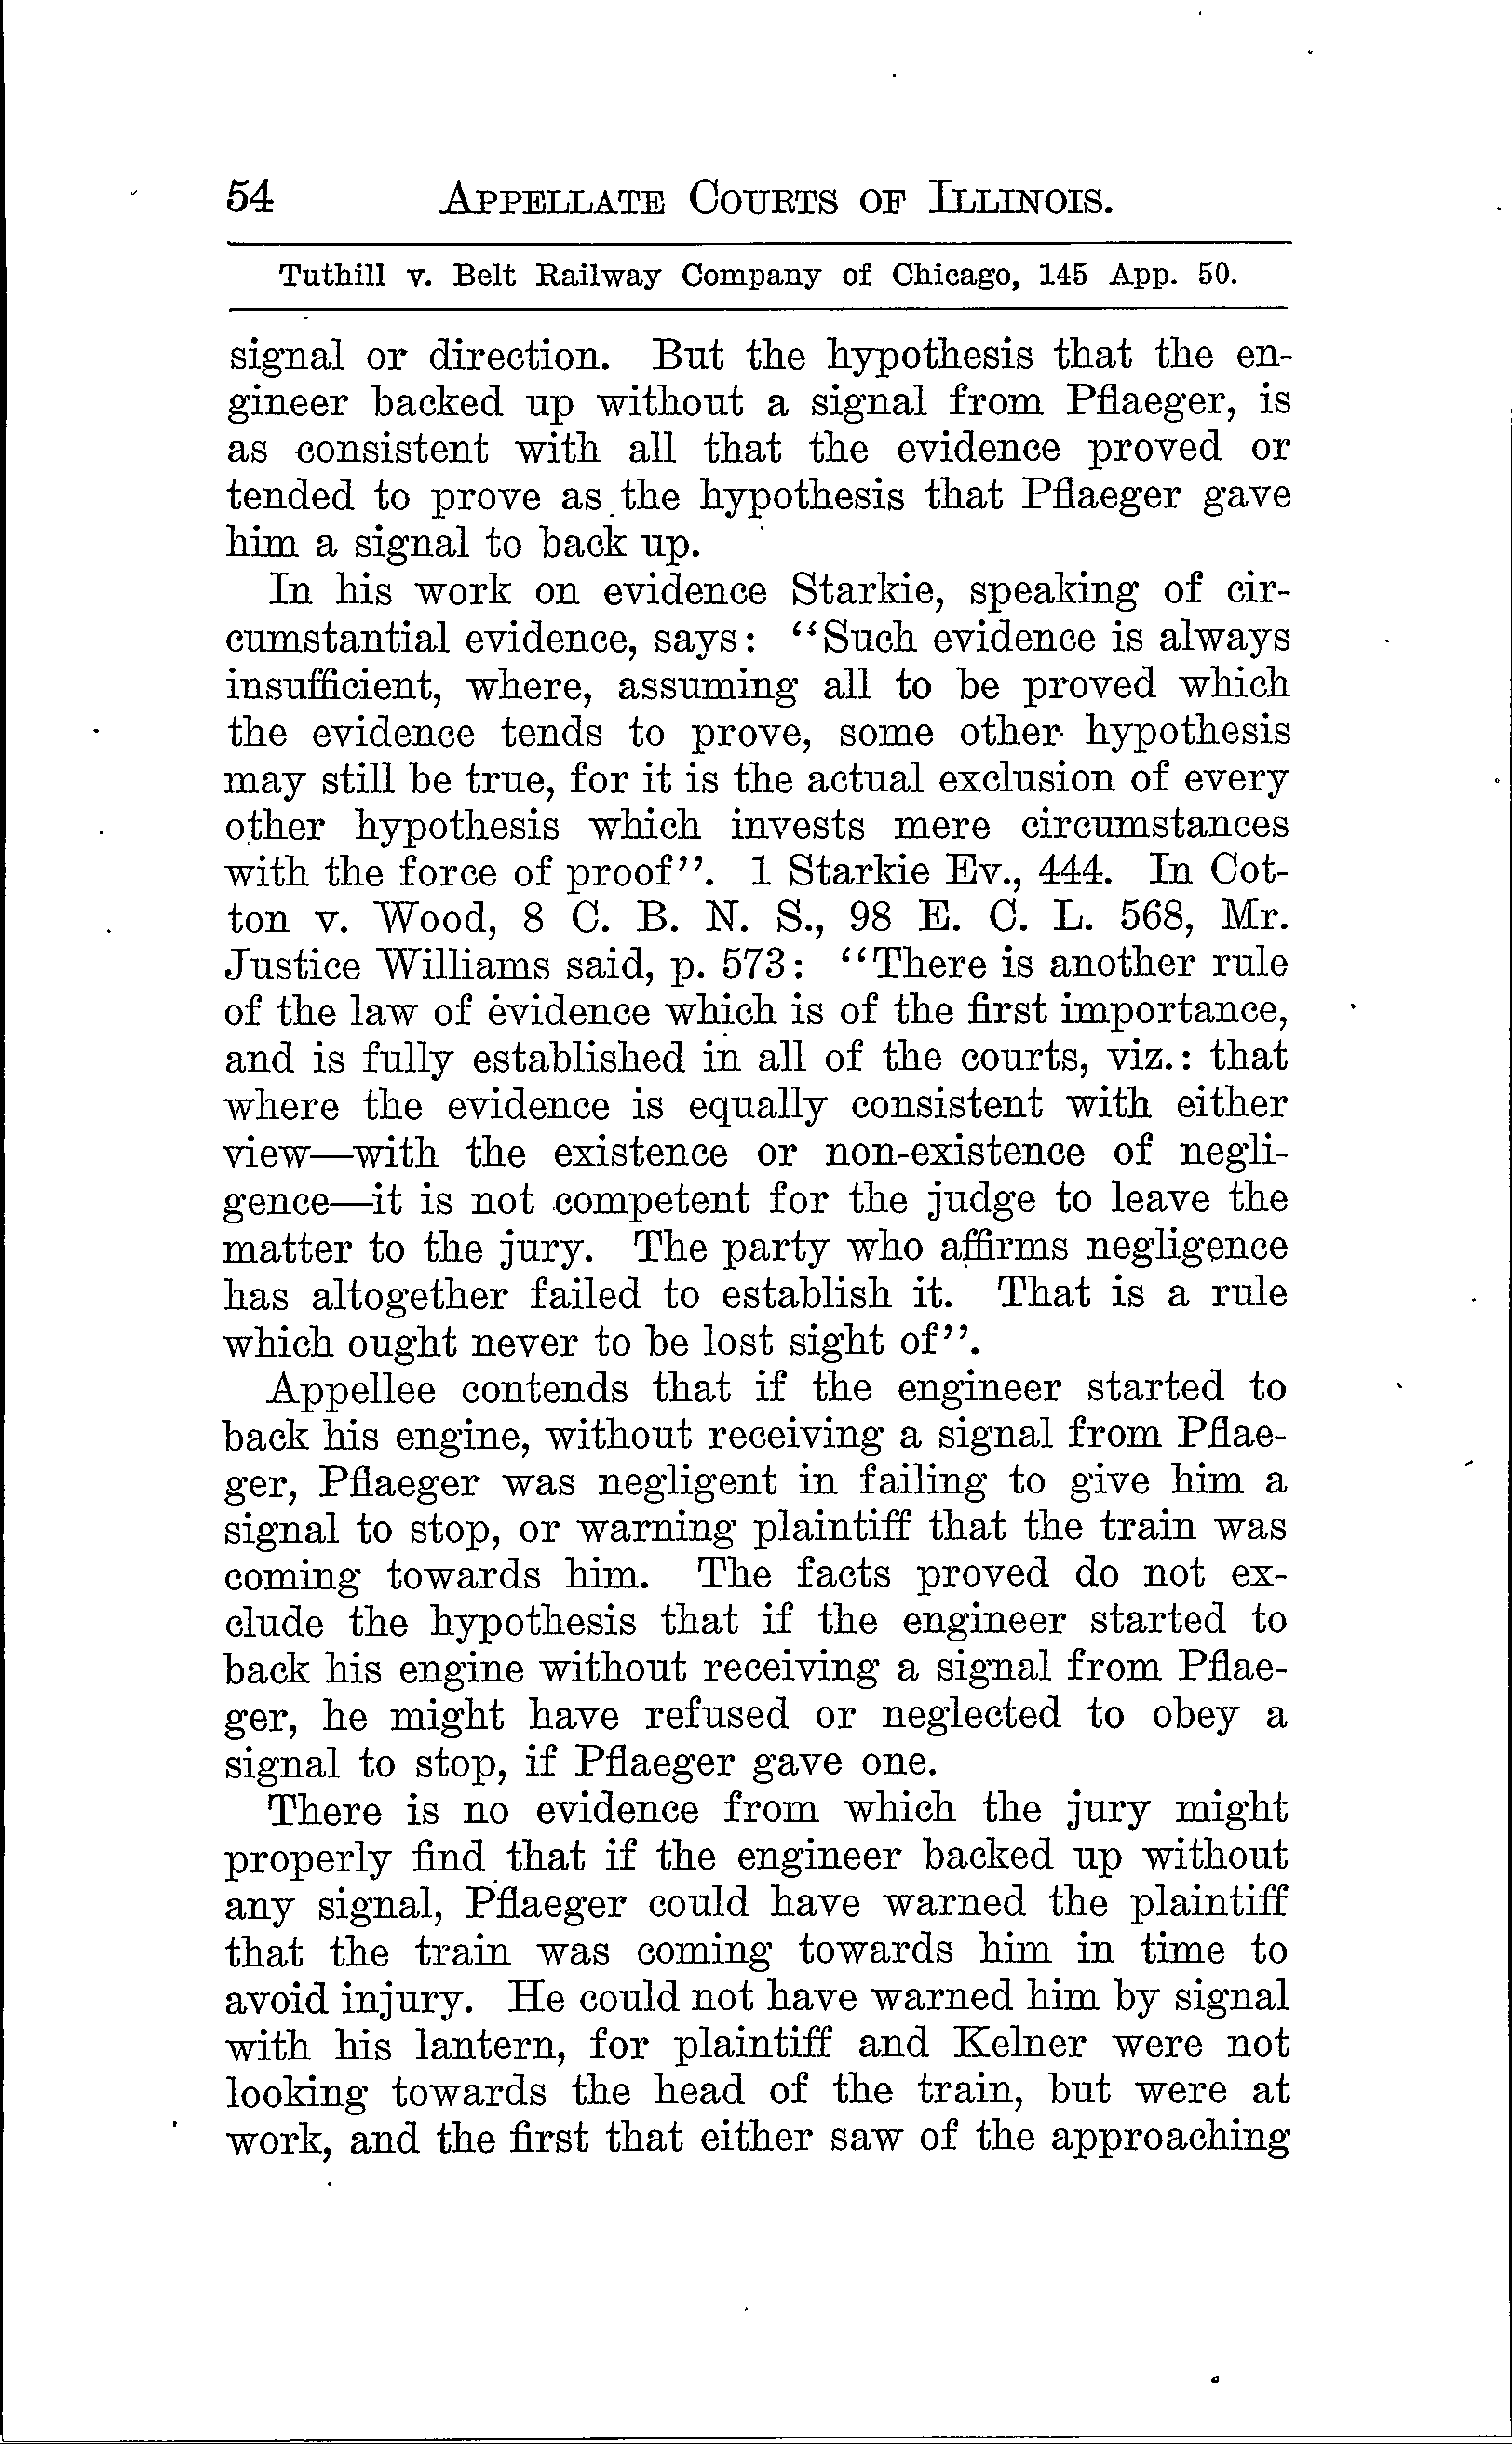 54 APPELLATE COURTS OF ILLINOIS.
Tuthill v. Belt Railway Company of Chicago, 145 App. 50.
signal or direction. But the hypothesis that the en-
gineer backed up without a signal from Pflaeger, is
as consistent with all that the evidence proved or
tended to prove as the hypothesis that Pflaeger gave
him a signal to back up.
In his work on evidence Starkie, speaking of cir-
cumstantial evidence, says: “Such evidence is always
insufficient, where, assuming all to be proved which
the evidence tends to prove, some other hypothesis
may still be true, for it is the actual exclusion of every
other hypothesis which invests mere circumstances
with the force of proof”. 1 Starkie Ev., 444. In Cot-
ton v. Wood, 8 C. B. N. S., 98 E. C. L. 568, Mr.
Justice Williams said, p. 573: “There is another rule
of the law of evidence which is of the first importance,
and is fully established in all of the courts, viz.: that
where the evidence is equally consistent with either
view—with the existence or non-existence of negli-
gence—it is not competent for the judge to leave the
matter to the jury. The party who affirms negligence
has altogether failed to establish it. That is a rule
which ought never to be lost sight of”.
Appellee contends that if the engineer started to
back his engine, without receiving a signal from Pflae-
ger, Pflaeger was negligent in failing to give him a
signal to stop, or warning plaintiff that the train was
coming towards him. The facts proved do not ex-
clude the hypothesis that if the engineer started to
back his engine without receiving a signal from Pflae-
ger, he might have refused or neglected to obey a
signal to stop, if Pflaeger gave one.
There is no evidence from which the jury might
properly find that if the engineer backed up without
any signal, Pflaeger could have warned the plaintiff
that the train was coming towards him in time to
avoid injury. He could not have warned him by signal
with his lantern, for plaintiff and Kelner were not
looking towards the head of the train, but were at
work, and the first that either saw of the approaching